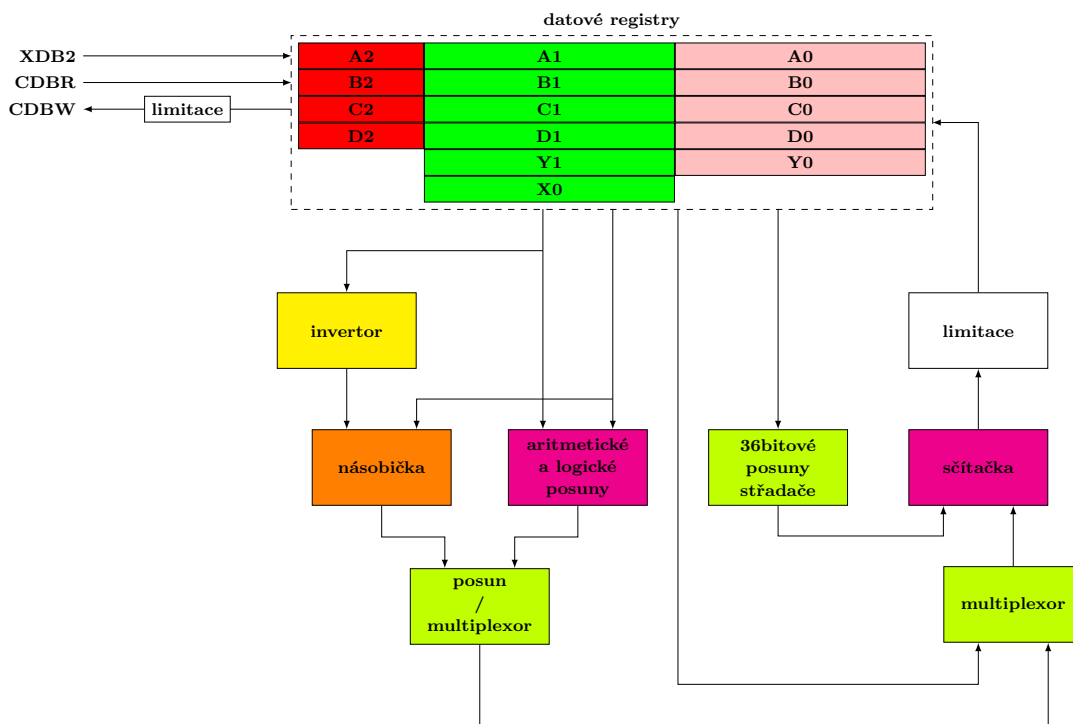 datové registry
XDB2
A2 A1 A0
CDBR
B2 B1 B0
CDBW
limitace
C2 C1 C0
D2 D1 D0
Y1 Y0
X0
invertor
limitace
násobička
aritmetické
a logické
posuny
36bitové
posuny
střadače
sčítačka
posun
/
multiplexor
multiplexor